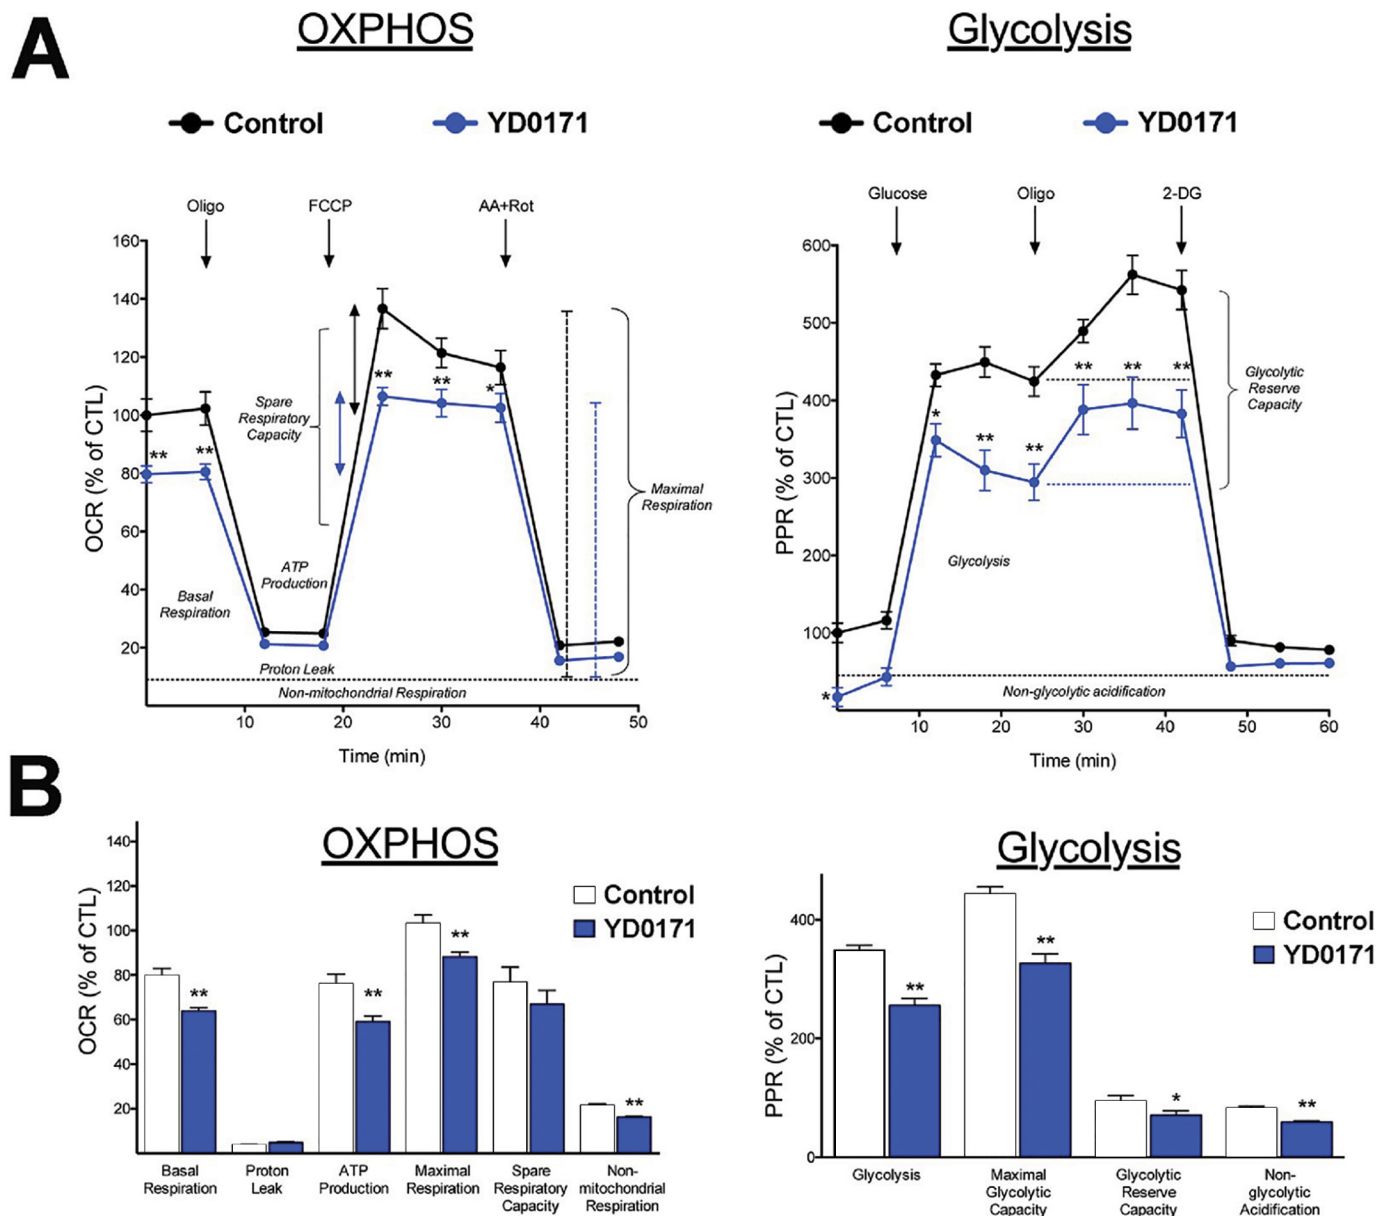 A
OXPHOS
Control
YD0171
Oligo
FCCP
AA+Rot
160
140
120
100
80
60
40
20
OCR (% of CTL)
**
**
**
**
*
Spare
Respiratory
Capacity
Maximal
Respiration
ATP
Production
Basal
Respiration
Proton Leak
Non-mitochondrial Respiration
10
20
30
40
50
Time (min)
Glycolysis
Control
YD0171
Glucose
Oligo
2-DG
600
500
400
300
200
100
PPR (% of CTL)
*
*
**
**
**
**
**
Glycolytic
Reserve
Capacity
Glycolysis
Non-glycolytic acidification
10
20
30
40
50
60
Time (min)
B
OXPHOS
Control
YD0171
140
120
100
80
60
40
20
OCR (% of CTL)
**
**
**
**
Basal
Respiration
Proton
Leak
ATP
Production
Maximal
Respiration
Spare
Respiratory
Capacity
Non-
mitochondrial
Respiration
Glycolysis
Control
YD0171
400
200
0
PPR (% of CTL)
**
**
*
**
Glycolysis
Maximal
Glycolytic
Capacity
Glycolytic
Reserve
Capacity
Non-
glycolytic
Acidification